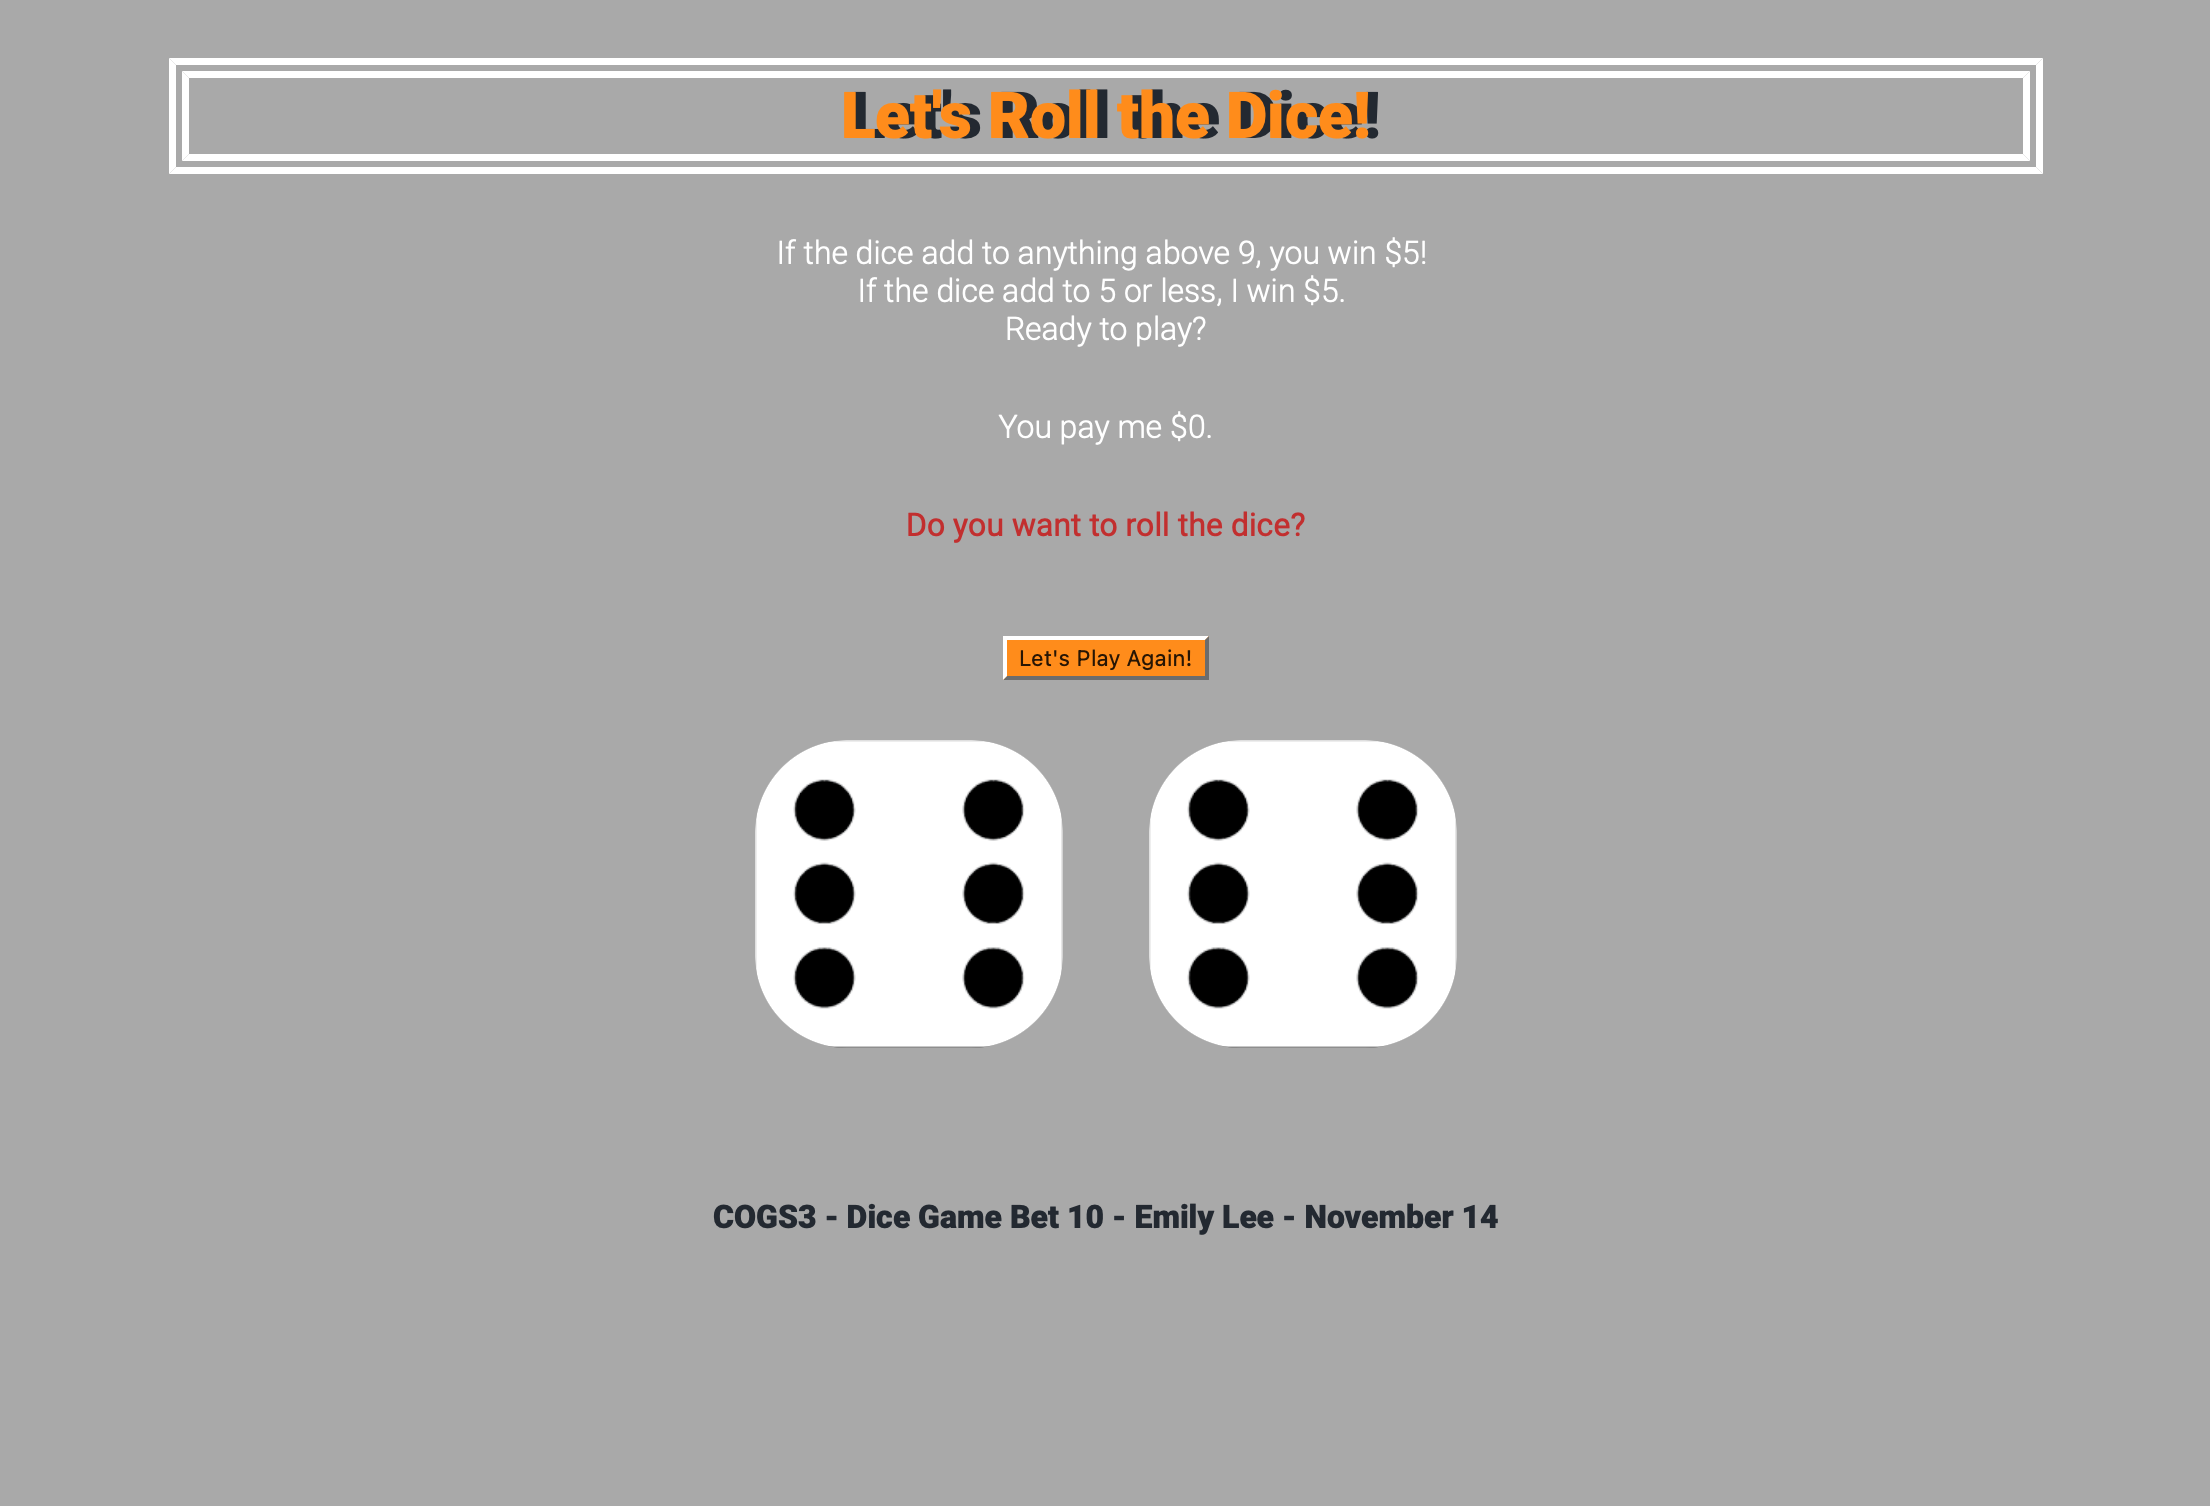 Let's Roll the Dice!
If the dice add to anything above 9, you win $5!
If the dice add to 5 or less, I win $5.
Ready to play?
You pay me $0.
Do you want to roll the dice?
Let's Play Again!
COGS3 - Dice Game Bet 10 - Emily Lee - November 14